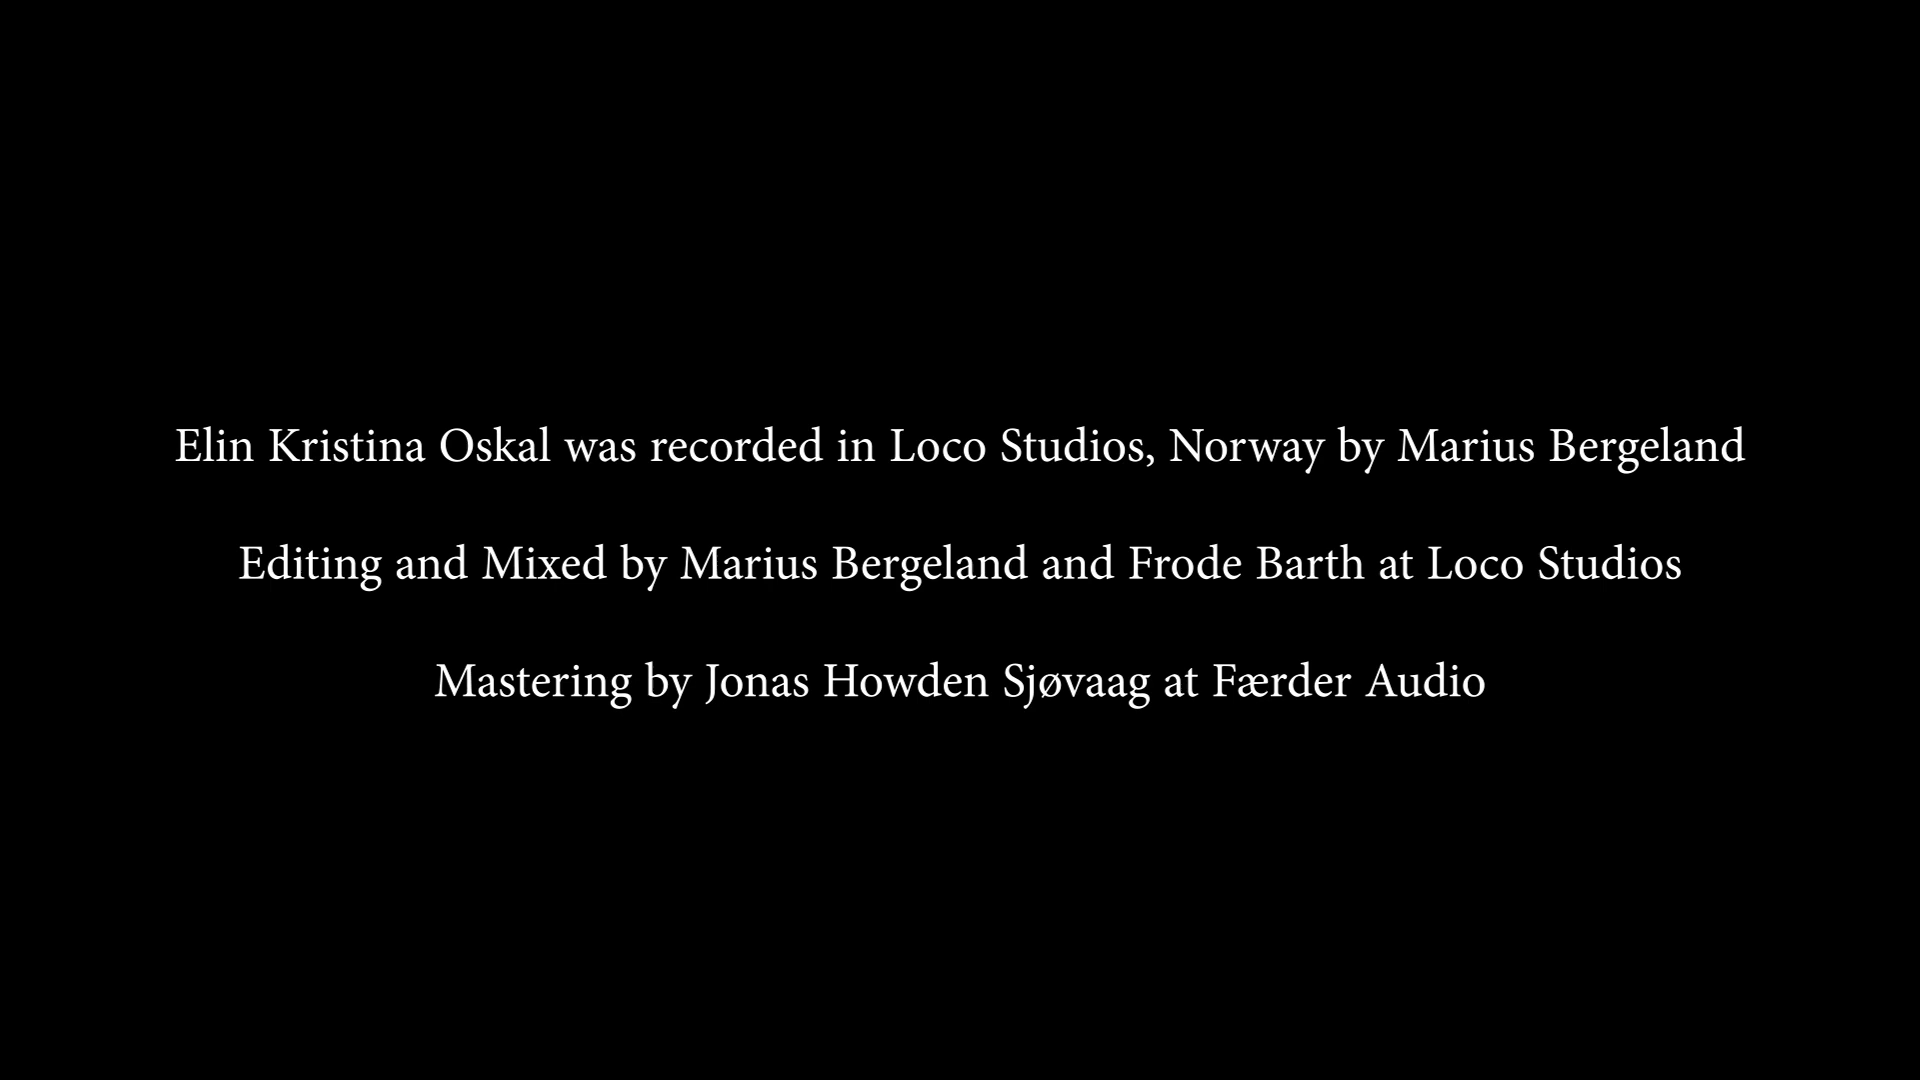 Elin Kristina Oskal was recorded in Loco Studios, Norway by Marius Bergeland
Editing and Mixed by Marius Bergeland and Frode Barth at Loco Studios
Mastering by Jonas Howden Sjøvaag at Færder Audio